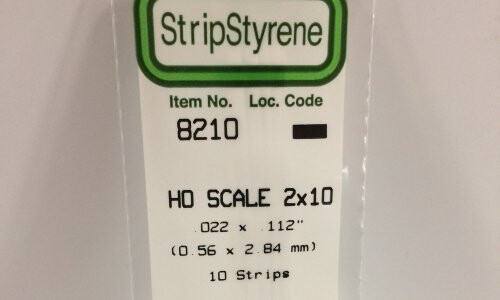 StripStyrene
Item No. Loc. Code
8210
HO SCALE 2x10
.022 x .112"
(0.56 x 2.84 mm)
10 Strips